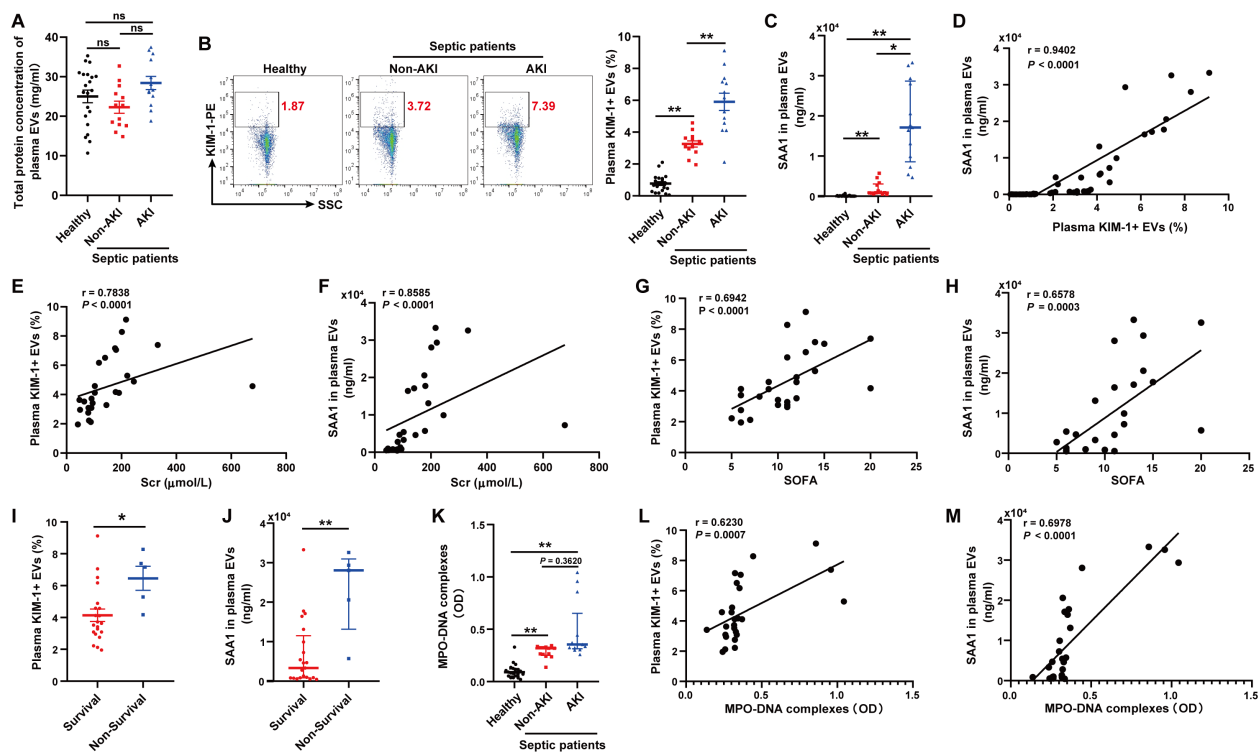 A
Total protein concentration of
plasma EVs (mg/ml)
40
30
20
10
0
ns
ns
ns
Healthy
Non-AKI
AKI
Septic patients
B
Septic patients
Healthy
Non-AKI
AKI
1.87
3.72
7.39
KIM-1-PE
SSC
Plasma KIM-1+ EVs (%)
10
8
6
4
2
0
**
**
Healthy
Non-AKI
AKI
Septic patients
C
×10⁴
SAA1 in plasma EVs
(ng/ml)
4
3
2
1
0
**
*
**
Healthy
Non-AKI
AKI
Septic patients
D
×10⁴
r = 0.9402
P < 0.0001
SAA1 in plasma EVs
(ng/ml)
4
3
2
1
0
0 2 4 6 8 10
Plasma KIM-1+ EVs (%)
E
r = 0.7838
P < 0.0001
Plasma KIM-1+ EVs (%)
10
8
6
4
2
0
0 200 400 600 800
Scr (μmol/L)
F
×10⁴
r = 0.8585
P < 0.0001
SAA1 in plasma EVs
(ng/ml)
4
3
2
1
0
0 200 400 600 800
Scr (μmol/L)
G
r = 0.6942
P < 0.0001
Plasma KIM-1+ EVs (%)
10
8
6
4
2
0
0 5 10 15 20 25
SOFA
H
×10⁴
r = 0.6578
P = 0.0003
SAA1 in plasma EVs
(ng/ml)
4
3
2
1
0
0 5 10 15 20 25
SOFA
I
Plasma KIM-1+ EVs (%)
10
8
6
4
2
0
*
Survival
Non-Survival
J
×10⁴
SAA1 in plasma EVs
(ng/ml)
4
3
2
1
0
**
Survival
Non-Survival
K
MPO-DNA complexes
(OD)
1.5
1.0
0.5
0.0
**
P = 0.3620
**
Healthy
Non-AKI
AKI
Septic patients
L
r = 0.6230
P = 0.0007
Plasma KIM-1+ EVs (%)
10
8
6
4
2
0
0.0 0.5 1.0 1.5
MPO-DNA complexes（OD）
M
×10⁴
r = 0.6978
P < 0.0001
SAA1 in plasma EVs
(ng/ml)
4
3
2
1
0
0.0 0.5 1.0 1.5
MPO-DNA complexes（OD）